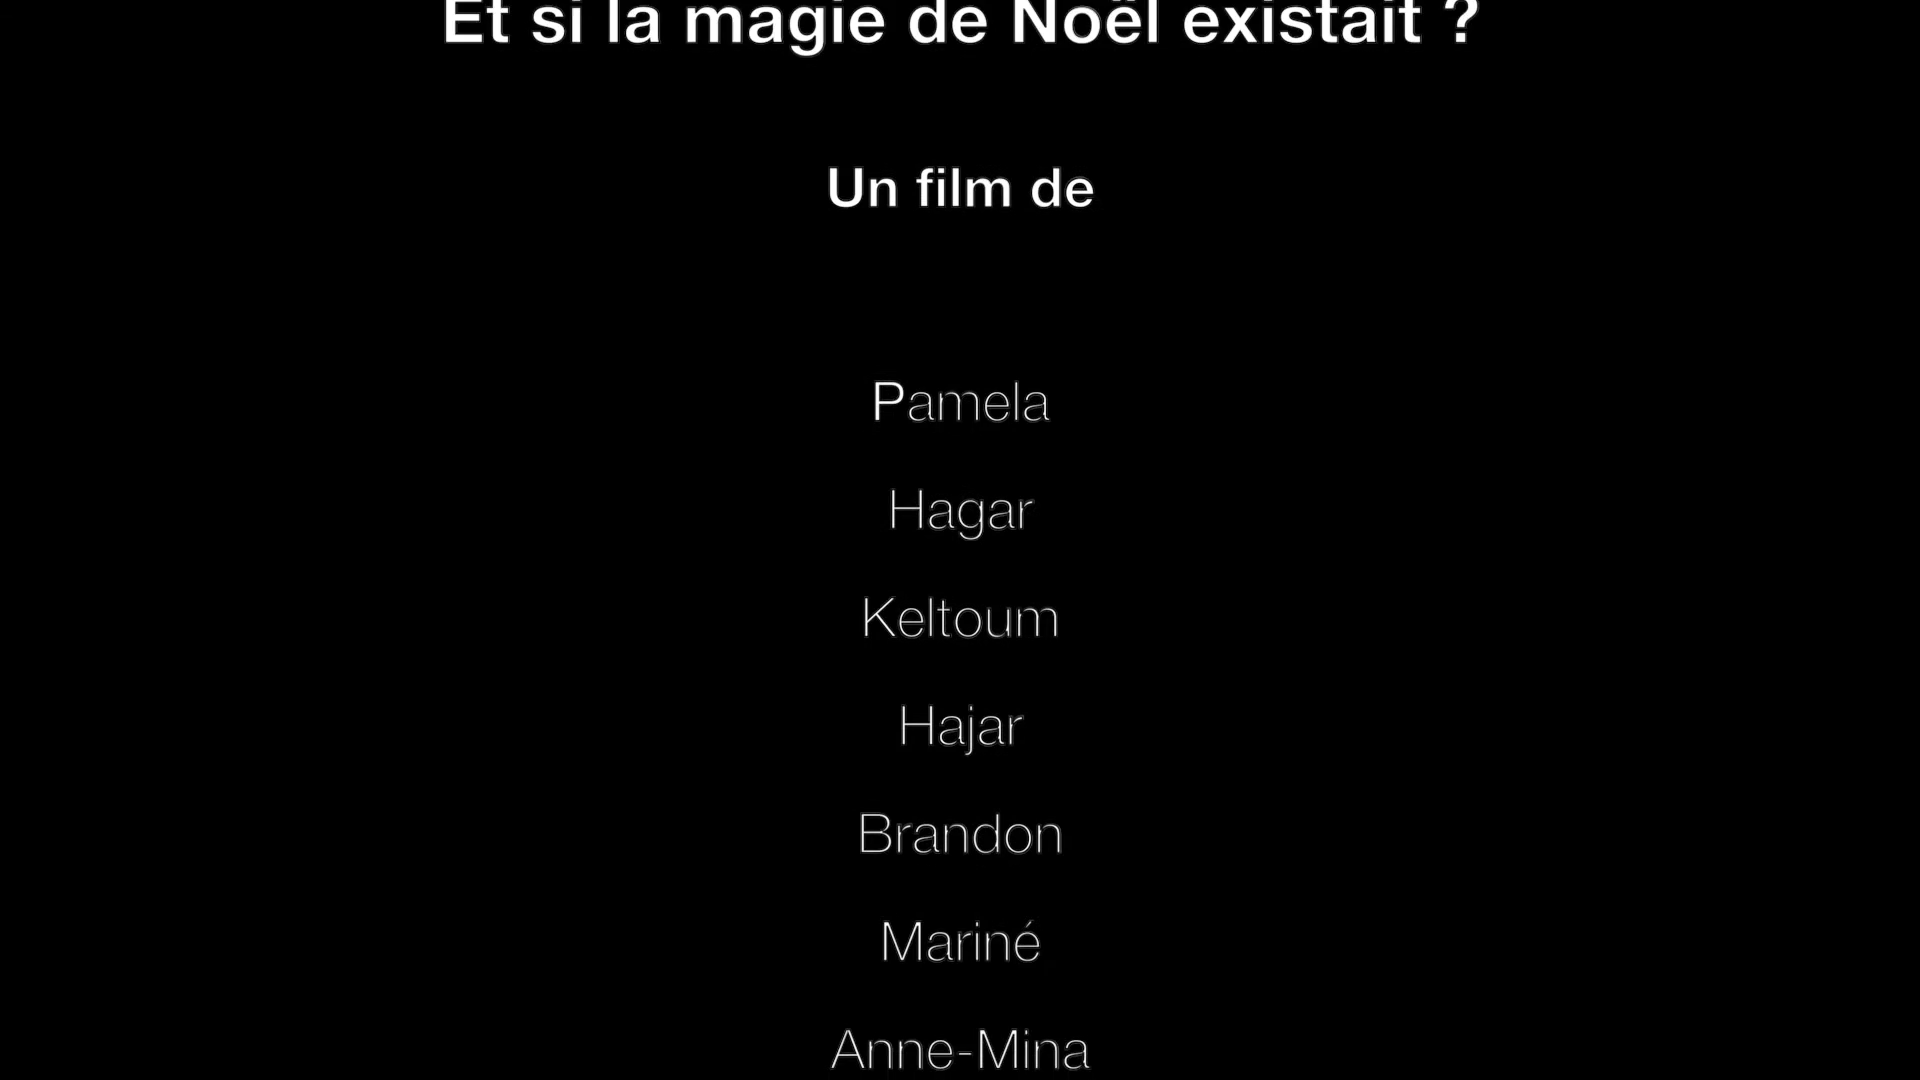 Et si la magie de Noël existait ?
Un film de
Pamela
Hagar
Keltoum
Hajar
Brandon
Mariné
Anne-Mina